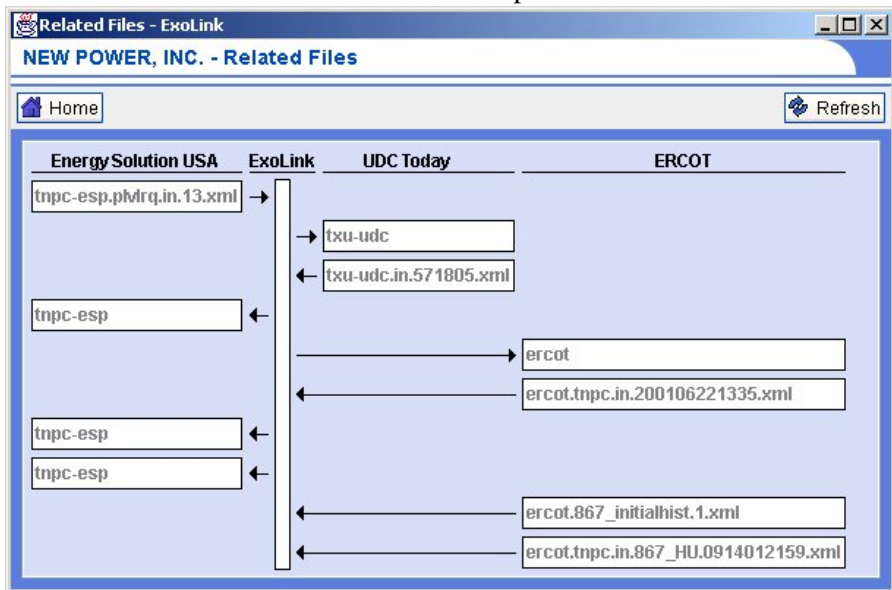 Related Files - ExoLink
NEW POWER, INC. - Related Files
Home
Refresh
Energy Solution USA ExoLink UDC Today ERCOT
tnpc-esp.plvlrq.in.13.xml
txu-udc
txu-udc.in.571805.xml
tnpc-esp
ercot
ercot.tnpc.in.200106221335.xml
tnpc-esp
tnpc-esp
ercot.867_initialhist.1.xml
ercot.tnpc.in.867_HU.0914012159.xml